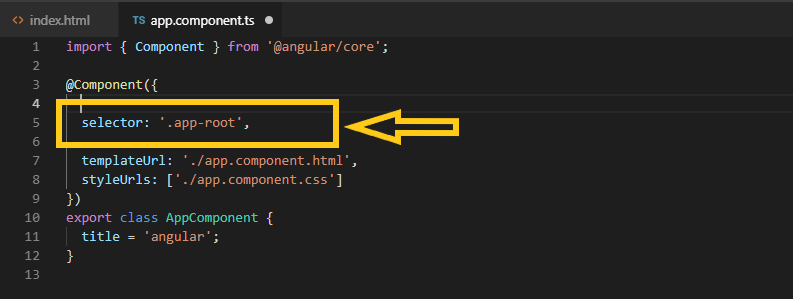 <> index.html TS app.component.ts ●
1 import { Component } from '@angular/core';
2
3 @Component({
4
5 selector: '.app-root',
6
7 templateUrl: './app.component.html',
8 styleUrls: ['./app.component.css']
9 })
10 export class AppComponent {
11 title = 'angular';
12 }
13